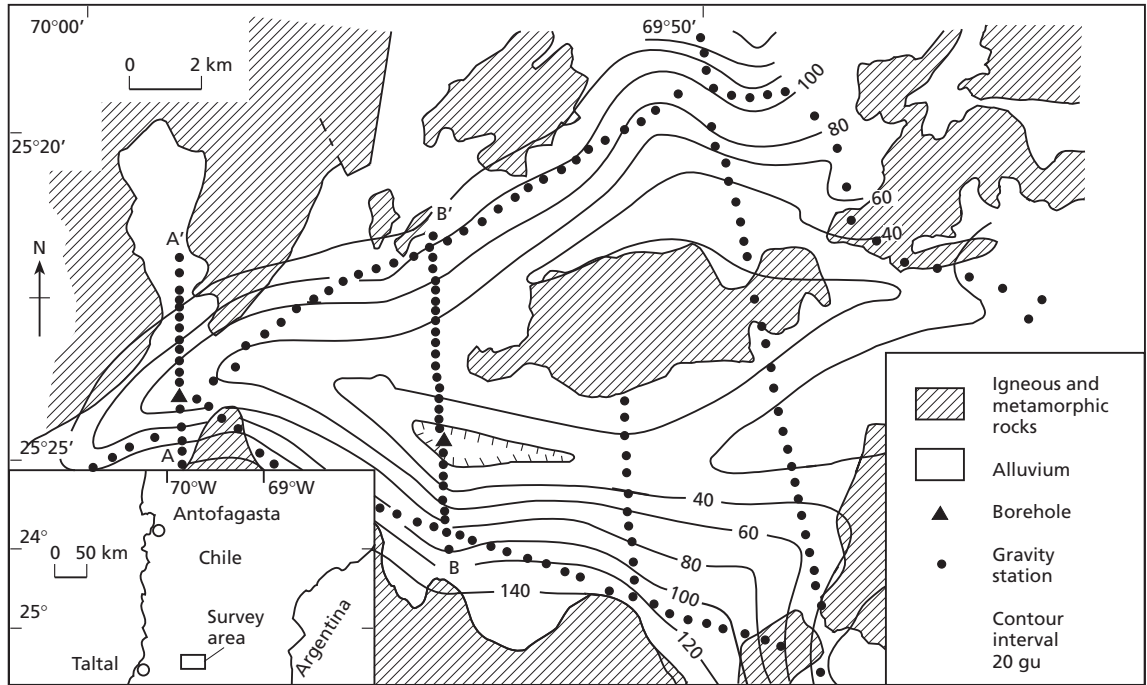 70°00’
69°50’
0 2 km
100
25°20’
80
60
B’
A’
40
N
25°25’
A
Igneous and
metamorphic
rocks
Alluvium
Borehole
Gravity
station
Contour
interval
20 gu
40
60
80
100
120
140
B
70°W 69°W
Antofagasta
24°
0 50 km
Chile
25°
Survey
area
Argentina
Taltal